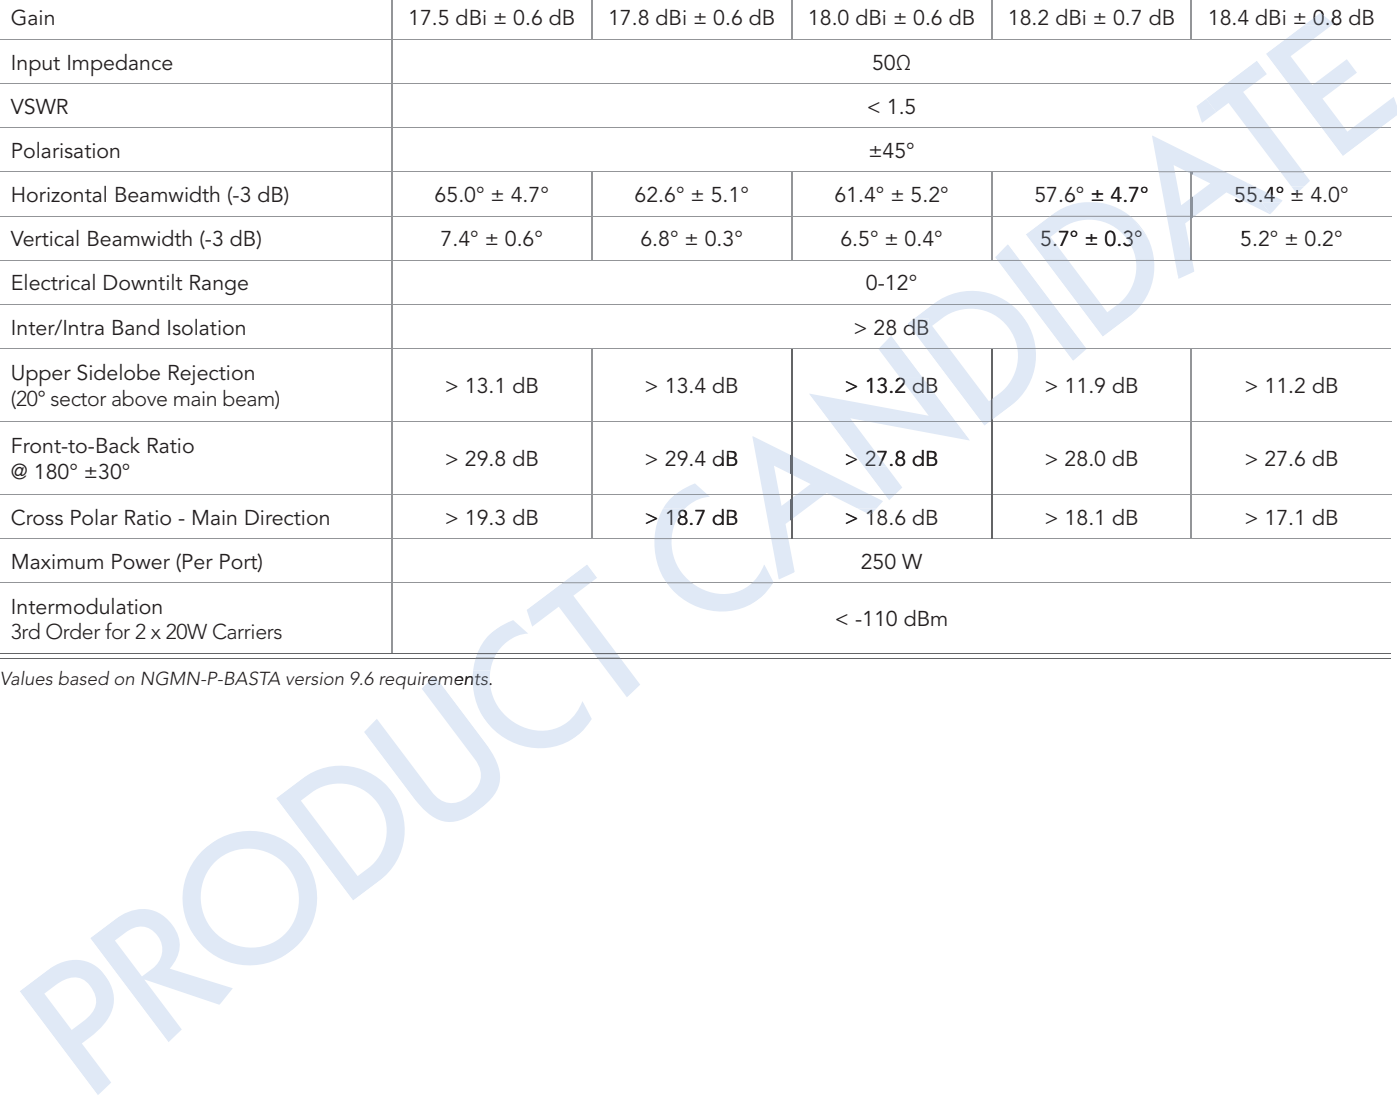 Gain 17.5 dBi ± 0.6 dB 17.8 dBi ± 0.6 dB 18.0 dBi ± 0.6 dB 18.2 dBi ± 0.7 dB 18.4 dBi ± 0.8 dB
Input Impedance 50Ω
VSWR < 1.5
Polarisation ±45°
Horizontal Beamwidth (-3 dB) 65.0° ± 4.7° 62.6° ± 5.1° 61.4° ± 5.2° 57.6° ± 4.7° 55.4° ± 4.0°
Vertical Beamwidth (-3 dB) 7.4° ± 0.6° 6.8° ± 0.3° 6.5° ± 0.4° 5.7° ± 0.3° 5.2° ± 0.2°
Electrical Downtilt Range 0-12°
Inter/Intra Band Isolation > 28 dB
Upper Sidelobe Rejection
(20° sector above main beam) > 13.1 dB > 13.4 dB > 13.2 dB > 11.9 dB > 11.2 dB
Front-to-Back Ratio
@ 180° ±30° > 29.8 dB > 29.4 dB > 27.8 dB > 28.0 dB > 27.6 dB
Cross Polar Ratio - Main Direction > 19.3 dB > 18.7 dB > 18.6 dB > 18.1 dB > 17.1 dB
Maximum Power (Per Port) 250 W
Intermodulation
3rd Order for 2 x 20W Carriers < -110 dBm
Values based on NGMN-P-BASTA version 9.6 requirements.
PRODUCT CANDIDATE